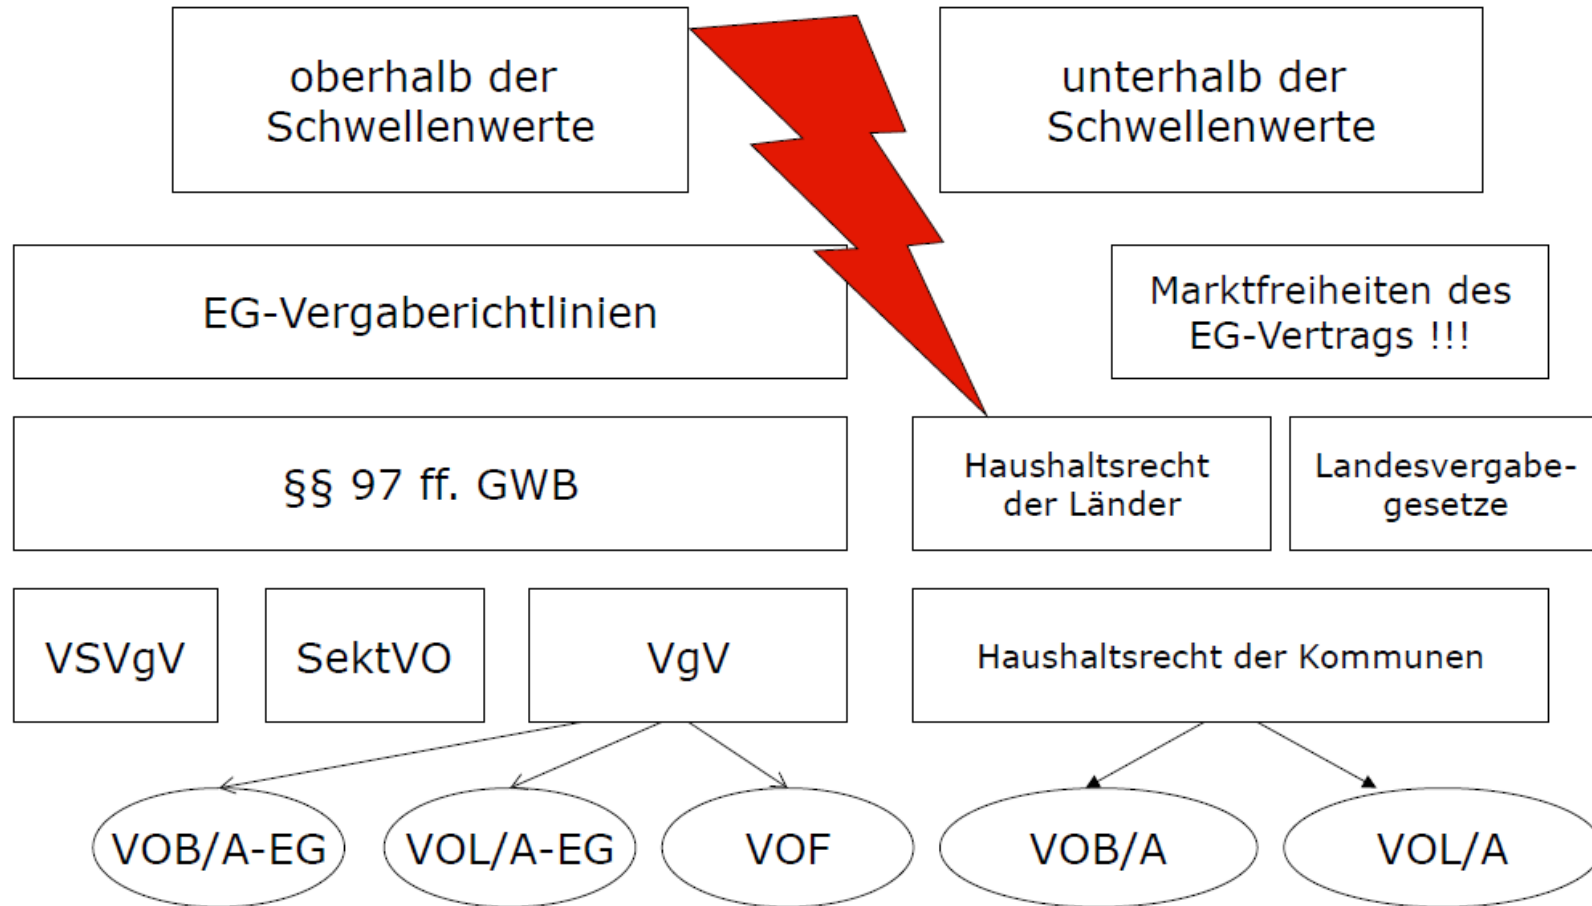 oberhalb der
Schwellenwerte
unterhalb der
Schwellenwerte
EG-Vergaberichtlinien
Marktfreiheiten des
EG-Vertrags !!!
§§ 97 ff. GWB
Haushaltsrecht
der Länder
Landesvergabe-
gesetze
VSVgV
SektVO
VgV
Haushaltsrecht der Kommunen
VOB/A-EG
VOL/A-EG
VOF
VOB/A
VOL/A